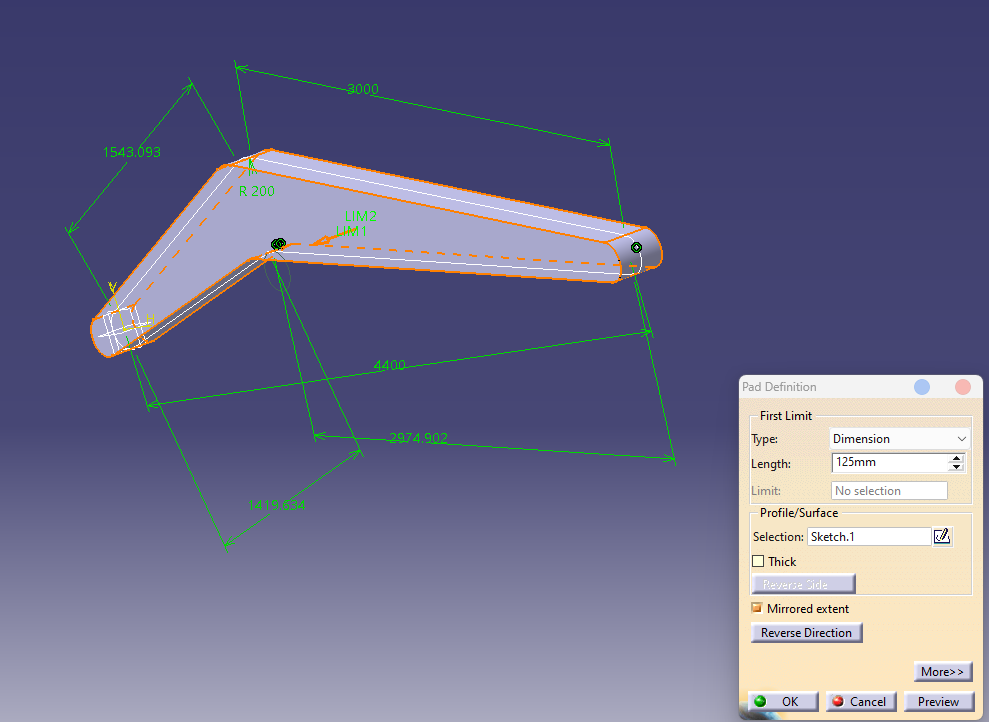 3000
1543.093
R 200
LIM2
LIM1
V
H
4400
2974.902
1419.634
Pad Definition
First Limit
Type: Dimension
Length: 125mm
Limit: No selection
Profile/Surface
Selection: Sketch.1
Thick
Reverse Side
Mirrored extent
Reverse Direction
More>>
OK Cancel Preview